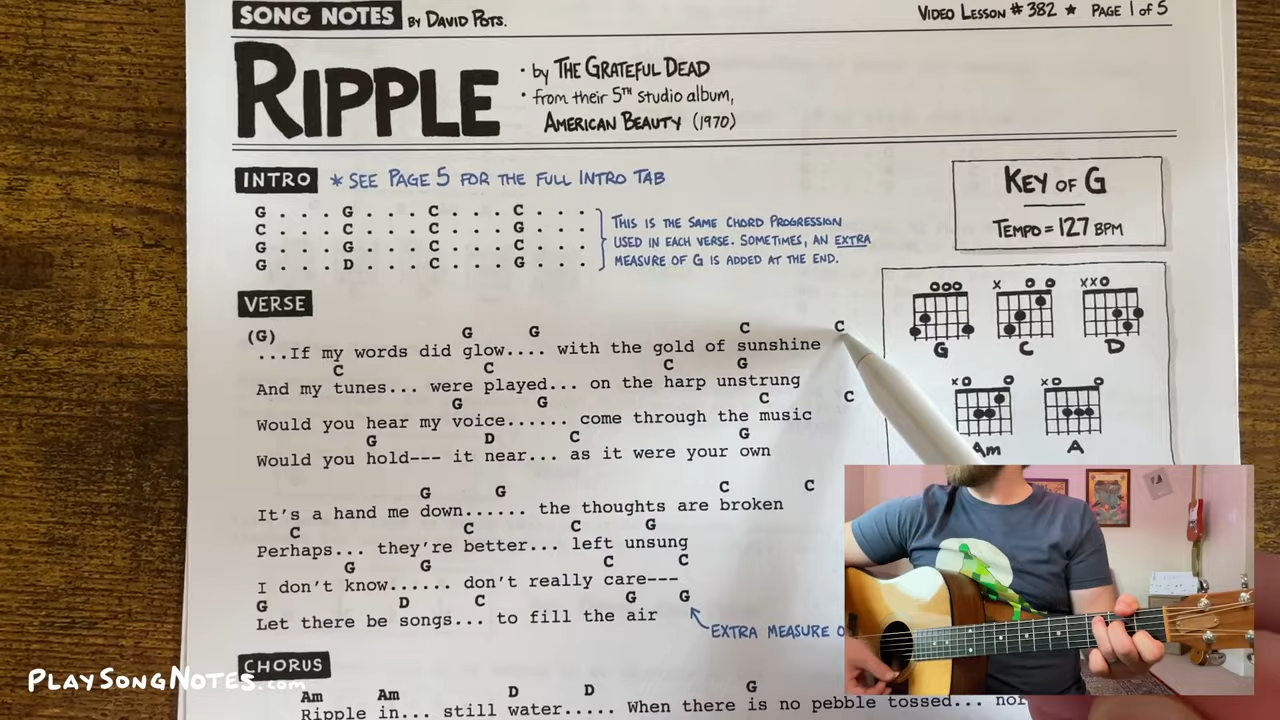 SONG NOTES BY DAVID POTS.
VIDEO LESSON # 382 ★ PAGE 1 of 5
RIPPLE
• by THE GRATEFUL DEAD
• from their 5TH studio album,
AMERICAN BEAUTY (1970)
INTRO * SEE PAGE 5 FOR THE FULL INTRO TAB
G . . . G . . . C . . . C . . .
C . . . C . . . C . . . G . . .
G . . . G . . . C . . . C . . .
G . . . D . . . C . . . G . . .
THIS IS THE SAME CHORD PROGRESSION
USED IN EACH VERSE. SOMETIMES, AN EXTRA
MEASURE OF G IS ADDED AT THE END.
KEY OF G
TEMPO = 127 BPM
ooo
x o o
xxo
G C D
xo o
xo o
Am A
VERSE
(G) G G C C
...If my words did glow.... with the gold of sunshine
C C C G
And my tunes... were played... on the harp unstrung
G G C C
Would you hear my voice...... come through the music
G D C G
Would you hold--- it near... as it were your own
G G C C
It's a hand me down...... the thoughts are broken
C C C G
Perhaps... they're better... left unsung
G G C C
I don't know...... don't really care---
G D C G G
Let there be songs... to fill the air
EXTRA MEASURE
CHORUS
Am Am D D G
Ripple in... still water..... When there is no pebble tossed... nor
PLAYSONGNOTES.com